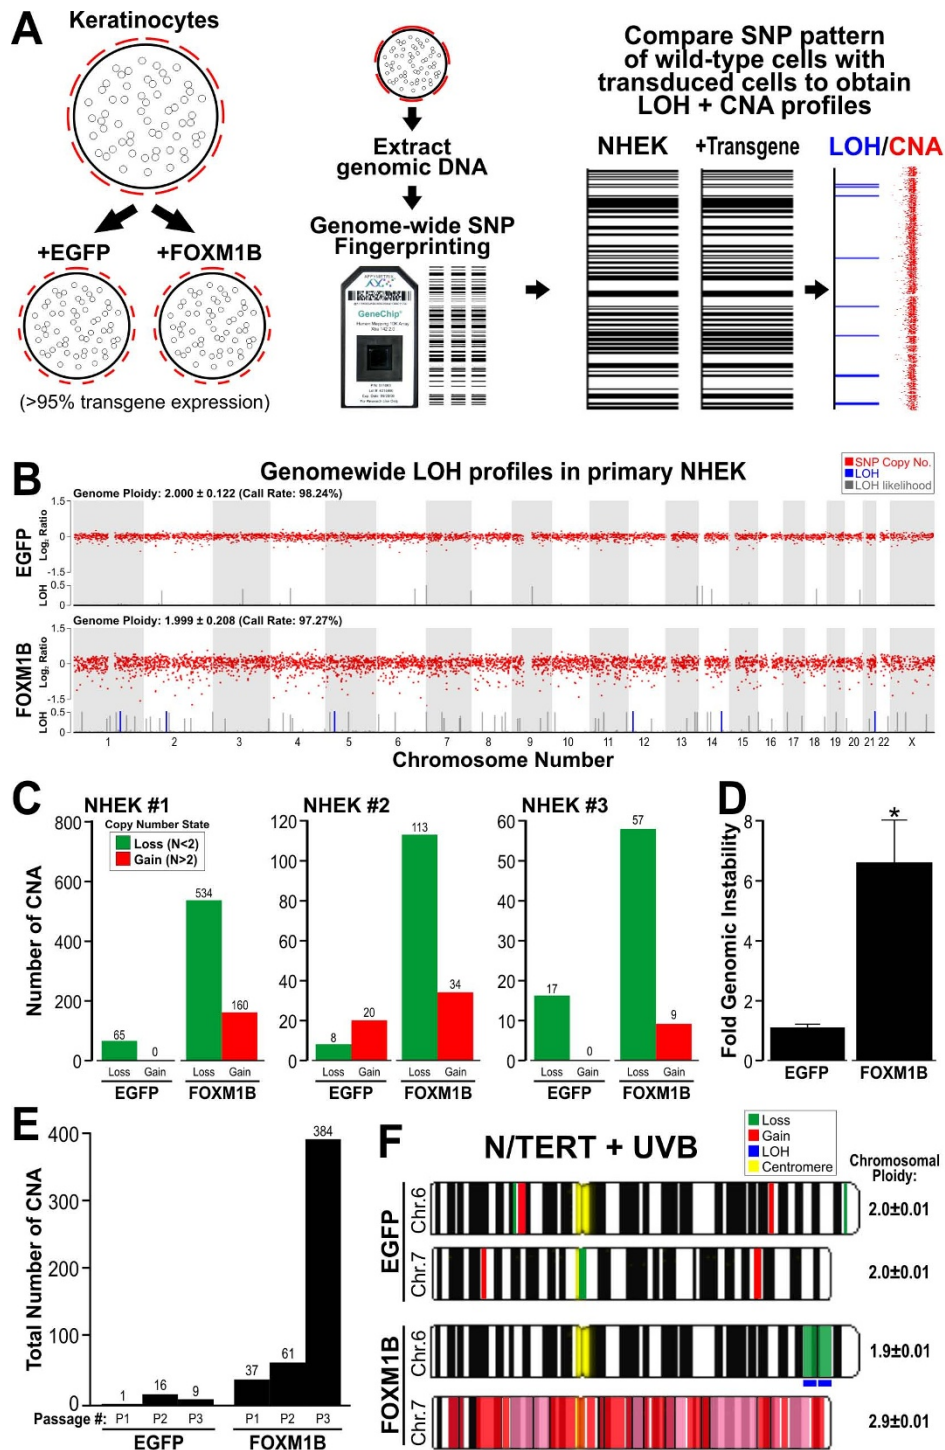 A
Keratinocytes
+EGFP
+FOXM1B
(>95% transgene expression)
Extract
genomic DNA
Genome-wide SNP
Fingerprinting
GeneChip
Compare SNP pattern
of wild-type cells with
transduced cells to obtain
LOH + CNA profiles
NHEK
+Transgene
LOH/CNA
B
Genomewide LOH profiles in primary NHEK
SNP Copy No.
LOH
LOH likelihood
EGFP
Genome Ploidy: 2.000 ± 0.122 (Call Rate: 98.24%)
Log₂ Ratio
1.5
0
-1.5
LOH
0.5
0
FOXM1B
Genome Ploidy: 1.999 ± 0.208 (Call Rate: 97.27%)
Log₂ Ratio
1.5
0
-1.5
LOH
0.5
0
1 2 3 4 5 6 7 8 9 10 11 12 13 14 15 16 17 18 19 20 21 22 X
Chromosome Number
C
Number of CNA
NHEK #1
Copy Number State
Loss (N<2)
Gain (N>2)
800
600
400
200
0
65 0 534 160
Loss Gain Loss Gain
EGFP FOXM1B
NHEK #2
120
100
80
60
40
20
0
8 20 113 34
Loss Gain Loss Gain
EGFP FOXM1B
NHEK #3
60
50
40
30
20
10
0
17 0 57 9
Loss Gain Loss Gain
EGFP FOXM1B
D
Fold Genomic Instability
8
6
4
2
0
*
EGFP FOXM1B
E
Total Number of CNA
400
300
200
100
0
1 16 9 37 61 384
Passage #: P1 P2 P3 P1 P2 P3
EGFP FOXM1B
F
N/TERT + UVB
Loss
Gain
LOH
Centromere
Chromosomal
Ploidy:
EGFP
Chr.6
2.0±0.01
Chr.7
2.0±0.01
FOXM1B
Chr.6
1.9±0.01
Chr.7
2.9±0.01